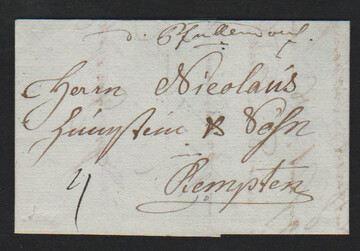 d. Pfullendorf.
Herrn Nicolaus
& Sohn
Kempten